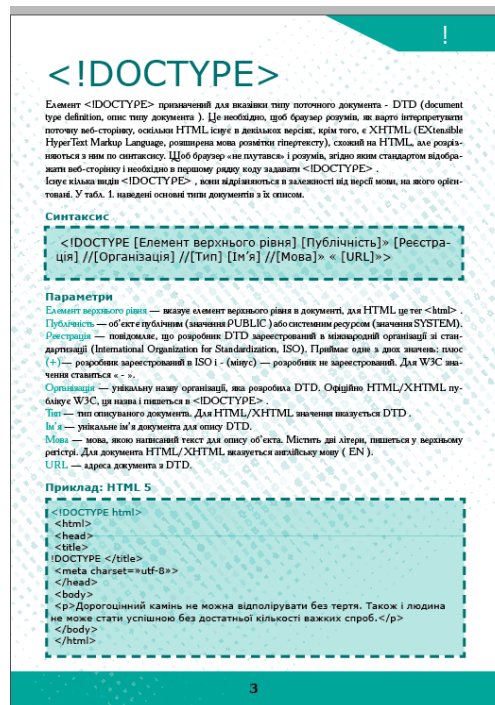 !
<!DOCTYPE>
Елемент <!DOCTYPE> призначений для вказівки типу поточного документа - DTD (document
type definition, опис типу документа ). Це необхідно, щоб браузер розумів, як варто інтерпретувати
поточну веб-сторінку, оскільки HTML існує в декількох версіях, крім того, є XHTML (EXtensible
HyperText Markup Language, розширена мова розмітки гіпертексту), схожий на HTML, але розріз-
няються з ним по синтаксису. Щоб браузер «не плутався» і розумів, згідно яким стандартом відобра-
жати веб-сторінку і необхідно в першому рядку коду задавати <!DOCTYPE> .
Існує кілька видів <!DOCTYPE> , вони відрізняються в залежності від версії мови, на якого орієн-
товані. У табл. 1. наведені основні типи документів з їх описом.
Синтаксис
<!DOCTYPE [Елемент верхнього рівня] [Публічність]» [Реєстра-
ція] //[Організація] //[Тип] [Ім’я] //[Мова]» « [URL]»>
Параметри
Елемент верхнього рівня — вказує елемент верхнього рівня в документі, для HTML це тег <html> .
Публічність — об’єкт є публічним (значення PUBLIC ) або системним ресурсом (значення SYSTEM).
Реєстрація — повідомляє, що розробник DTD зареєстрований в міжнародній організації зі стан-
дартизації (International Organization for Standardization, ISO). Приймає одне з двох значень: плюс
(+)— розробник зареєстрований в ISO і - (мінус) — розробник не зареєстрований. Для W3C зна-
чення ставиться « - ».
Організація — унікальну назву організації, яка розробила DTD. Офіційно HTML/XHTML пу-
блікує W3C, ця назва і пишеться в <!DOCTYPE> .
Тип — тип описуваного документа. Для HTML/XHTML значення вказується DTD .
Ім’я — унікальне ім’я документа для опису DTD.
Мова — мова, якою написаний текст для опису об’єкта. Містить дві літери, пишеться у верхньому
регістрі. Для документа HTML/XHTML вказується англійську мову ( EN ).
URL — адреса документа з DTD.
Приклад: HTML 5
<!DOCTYPE html>
<html>
<head>
<title>
!DOCTYPE </title>
<meta charset=»utf-8»>
</head>
<body>
<p>Дорогоцінний камінь не можна відполірувати без тертя. Також і людина
не може стати успішною без достатньої кількості важких спроб.</p>
</body>
</html>
3